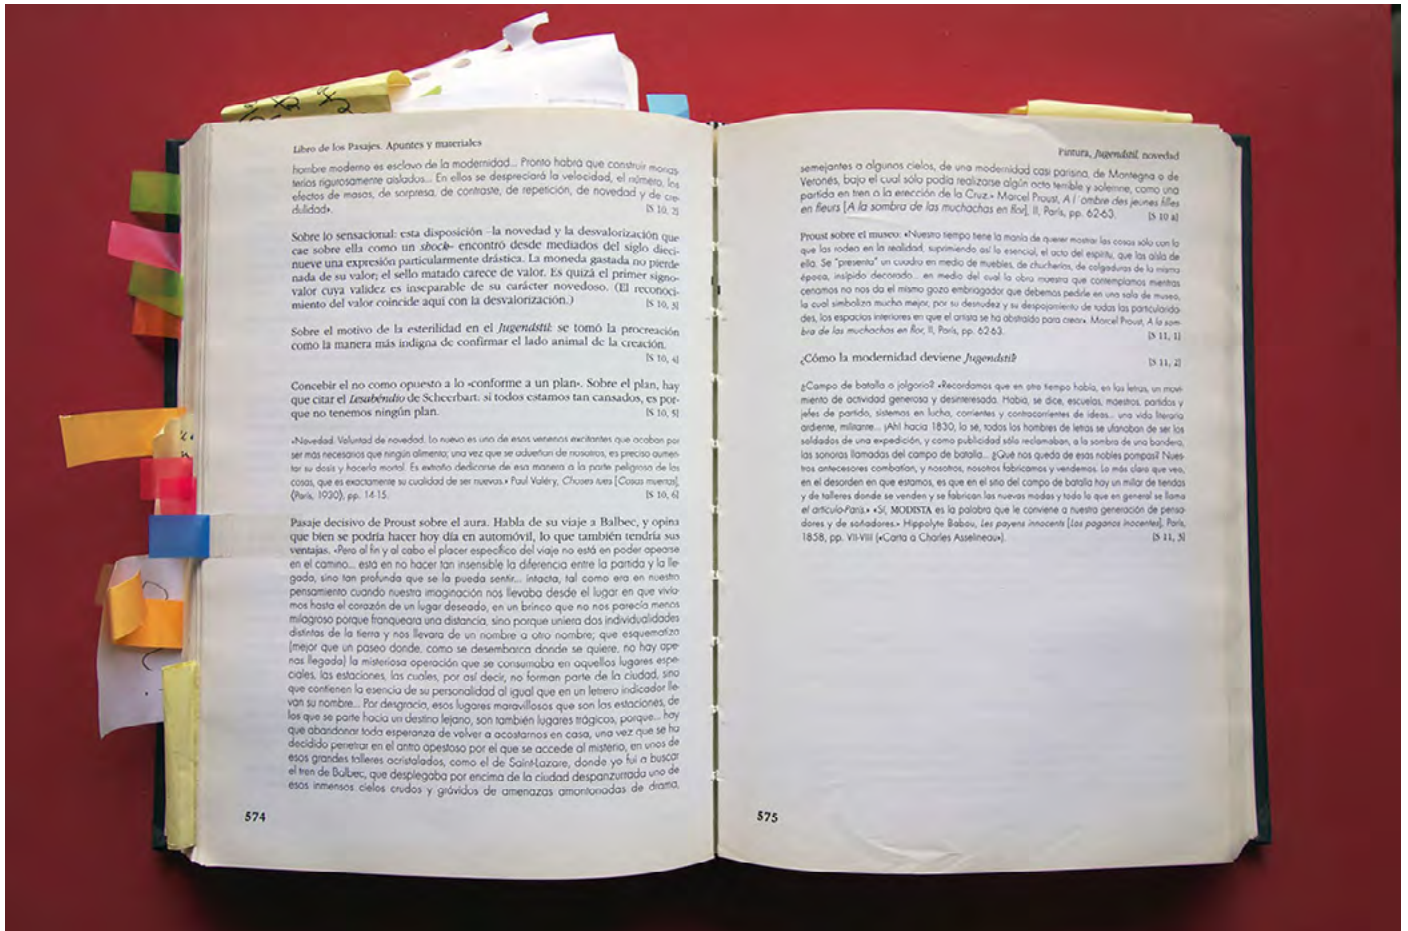 Libro de los Pasajes. Apuntes y materiales
hombre moderno es esclavo de la modernidad... Pronto habrá que construir monas-
terios rigurosamente aislados... En ellos se despreciará la velocidad, el número, los
efectos de masas, de sorpresa, de contraste, de repetición, de novedad y de cre-
dulidad».
[S 10, 2]
Sobre lo sensacional: esta disposición –la novedad y la desvalorización que
cae sobre ella como un shock– encontró desde mediados del siglo dieci-
nueve una expresión particularmente drástica. La moneda gastada no pierde
nada de su valor; el sello matado carece de valor. Es quizá el primer signo-
valor cuya validez es inseparable de su carácter novedoso. (El reconoci-
miento del valor coincide aquí con la desvalorización.)
[S 10, 3]
Sobre el motivo de la esterilidad en el Jugendstil: se tomó la procreación
como la manera más indigna de confirmar el lado animal de la creación.
[S 10, 4]
Concebir el no como opuesto a lo «conforme a un plan». Sobre el plan, hay
que citar el Lesabéndio de Scheerbart: si todos estamos tan cansados, es por-
que no tenemos ningún plan.
[S 10, 5]
«Novedad. Voluntad de novedad. Lo nuevo es uno de esos venenos excitantes que acaban por
ser más necesarios que ningún alimento; una vez que se adueñan de nosotros, es preciso aumen-
tar su dosis y hacerla mortal. Es extraño dedicarse de esa manera a la parte peligrosa de las
cosas, que es exactamente su cualidad de ser nuevas.» Paul Valéry, Choses tues [Cosas muertas],
(París, 1930), pp. 14-15.
[S 10, 6]
Pasaje decisivo de Proust sobre el aura. Habla de su viaje a Balbec, y opina
que bien se podría hacer hoy día en automóvil, lo que también tendría sus
ventajas. «Pero al fin y al cabo el placer específico del viaje no está en poder apearse
en el camino... está en no hacer tan insensible la diferencia entre la partida y la lle-
gada, sino tan profunda que se la pueda sentir... intacta, tal como era en nuestro
pensamiento cuando nuestra imaginación nos llevaba desde el lugar en que vivía-
mos hasta el corazón de un lugar deseado, en un brinco que no nos parecía menos
milagroso porque franqueara una distancia, sino porque uniera dos individualidades
distintas de la tierra y nos llevara de un nombre a otro nombre; que esquematiza
(mejor que un paseo donde, como se desembarca donde se quiere, no hay ape-
nas llegada) la misteriosa operación que se consumaba en aquellos lugares espe-
ciales, las estaciones, las cuales, por así decir, no forman parte de la ciudad, sino
que contienen la esencia de su personalidad al igual que en un letrero indicador lle-
van su nombre... Por desgracia, esos lugares maravillosos que son las estaciones, de
los que se parte hacia un destino lejano, son también lugares trágicos, porque... hay
que abandonar toda esperanza de volver a acostarnos en casa, una vez que se ha
decidido penetrar en el antro apestoso por el que se accede al misterio, en unos de
esos grandes talleres acristalados, como el de Saint-Lazare, donde yo fui a buscar
el tren de Balbec, que desplegaba por encima de la ciudad despanzurrada uno de
esos inmensos cielos crudos y grávidos de amenazas amontonadas de drama,
574
Pintura, Jugendstil, novedad
semejantes a algunos cielos, de una modernidad casi parisina, de Montegna o de
Veronés, bajo el cual sólo podía realizarse algún acto terrible y solemne, como una
partida en tren o la erección de la Cruz.» Marcel Proust, A l´ombre des jeunes filles
en fleurs [A la sombra de las muchachas en flor], II, París, pp. 62-63.
[S 10 a]
Proust sobre el museo: «Nuestro tiempo tiene la manía de querer mostrar las cosas sólo con lo
que las rodea en la realidad, suprimiendo así lo esencial, el acto del espíritu, que las aísla de
ella. Se "presenta" un cuadro en medio de muebles, de chucherías, de colgaduras de la misma
época, insípido decorado... en medio del cual la obra maestra que contemplamos mientras
cenamos no nos da el mismo gozo embriagador que debemos pedirle en una sala de museo,
la cual simboliza mucho mejor, por su desnudez y su despojamiento de todas las particularida-
des, los espacios interiores en que el artista se ha abstraído para crear». Marcel Proust, A la som-
bra de las muchachas en flor, II, París, pp. 62-63.
[S 11, 1]
¿Cómo la modernidad deviene Jugendstil?
[S 11, 2]
¿Campo de batalla o jolgorio? «Recordamos que en otro tiempo había, en las letras, un movi-
miento de actividad generosa y desinteresada. Había, se dice, escuelas, maestros, partidos y
jefes de partido, sistemas en lucha, corrientes y contracorrientes de ideas... una vida literaria
ardiente, militante... ¡Ah! hacia 1830, lo sé, todos los hombres de letras se ufanaban de ser los
soldados de una expedición, y como publicidad sólo reclamaban, a la sombra de una bandera,
las sonoras llamadas del campo de batalla... ¿Qué nos queda de esas nobles pompas? Nues-
tros antecesores combatían, y nosotros, nosotros fabricamos y vendemos. Lo más claro que veo,
en el desorden en que estamos, es que en el sitio del campo de batalla hay un millar de tiendas
y de talleres donde se venden y se fabrican las nuevas modas y todo lo que en general se llama
el artículo-París.» «Sí, MODISTA es la palabra que le conviene a nuestra generación de pensa-
dores y de soñadores.» Hippolyte Babou, Les payens innocents [Los paganos inocentes], París,
1858, pp. VII-VIII («Carta a Charles Asselineau»).
[S 11, 3]
575